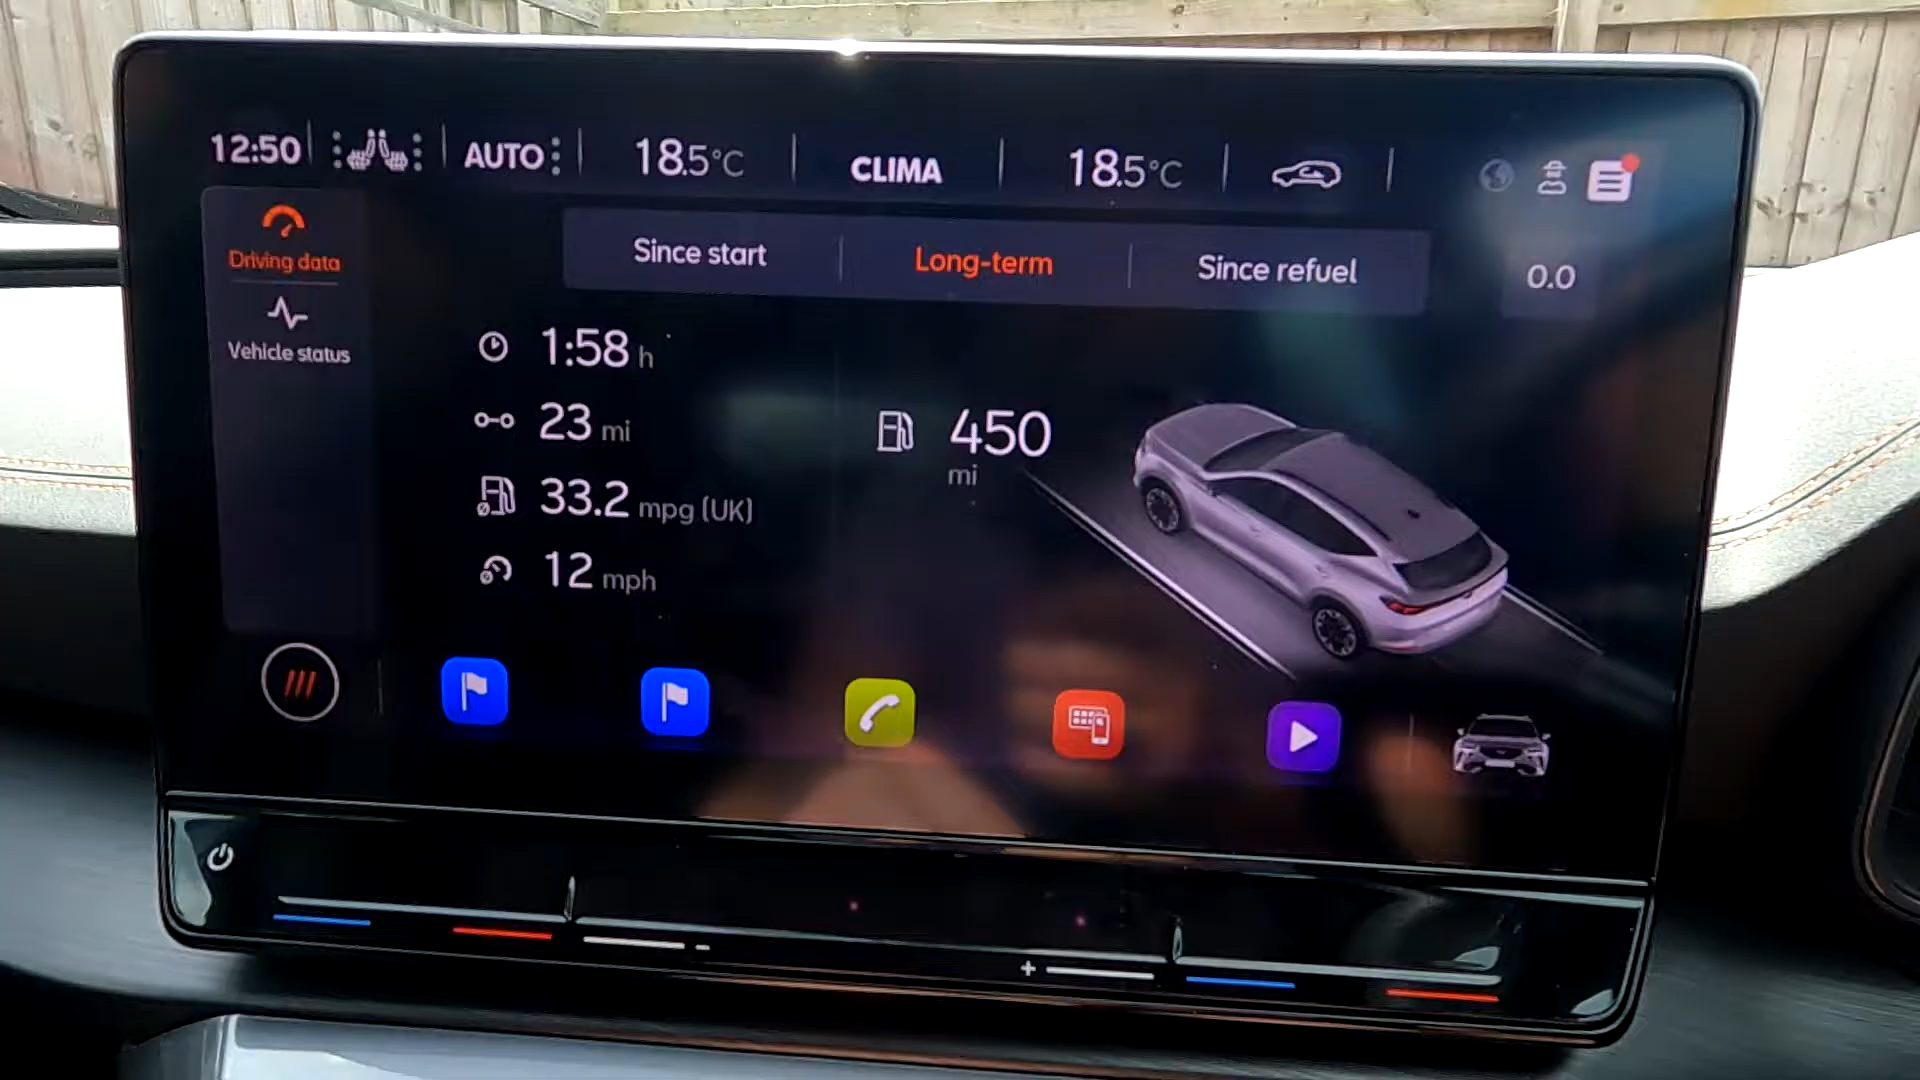 12:50 AUTO 18.5°C CLIMA 18.5°C
Driving data
Vehicle status
Since start Long-term Since refuel
0.0
1:58 h
23 mi
33.2 mpg (UK)
12 mph
450
mi
- +